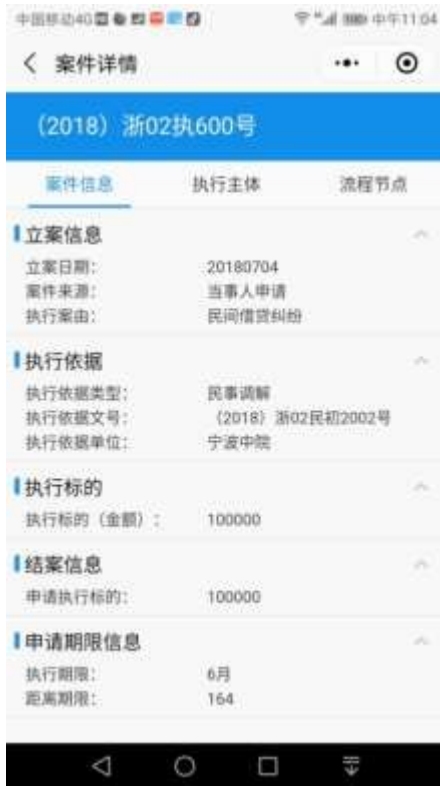 中国移动4G 中午11:04
案件详情
（2018）浙02执600号
案件信息 执行主体 流程节点
立案信息
立案日期： 20180704
案件来源： 当事人申请
执行案由： 民间借贷纠纷
执行依据
执行依据类型： 民事调解
执行依据文号： （2018）浙02民初2002号
执行依据单位： 宁波中院
执行标的
执行标的（金额）： 100000
结案信息
申请执行标的： 100000
申请期限信息
执行期限： 6月
距离期限： 164